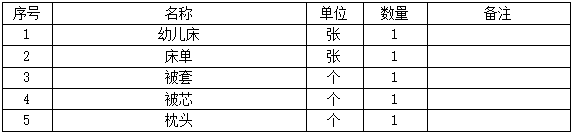 序号 名称 单位 数量 备注
1 幼儿床 张 1
2 床单 张 1
3 被套 个 1
4 被芯 个 1
5 枕头 个 1